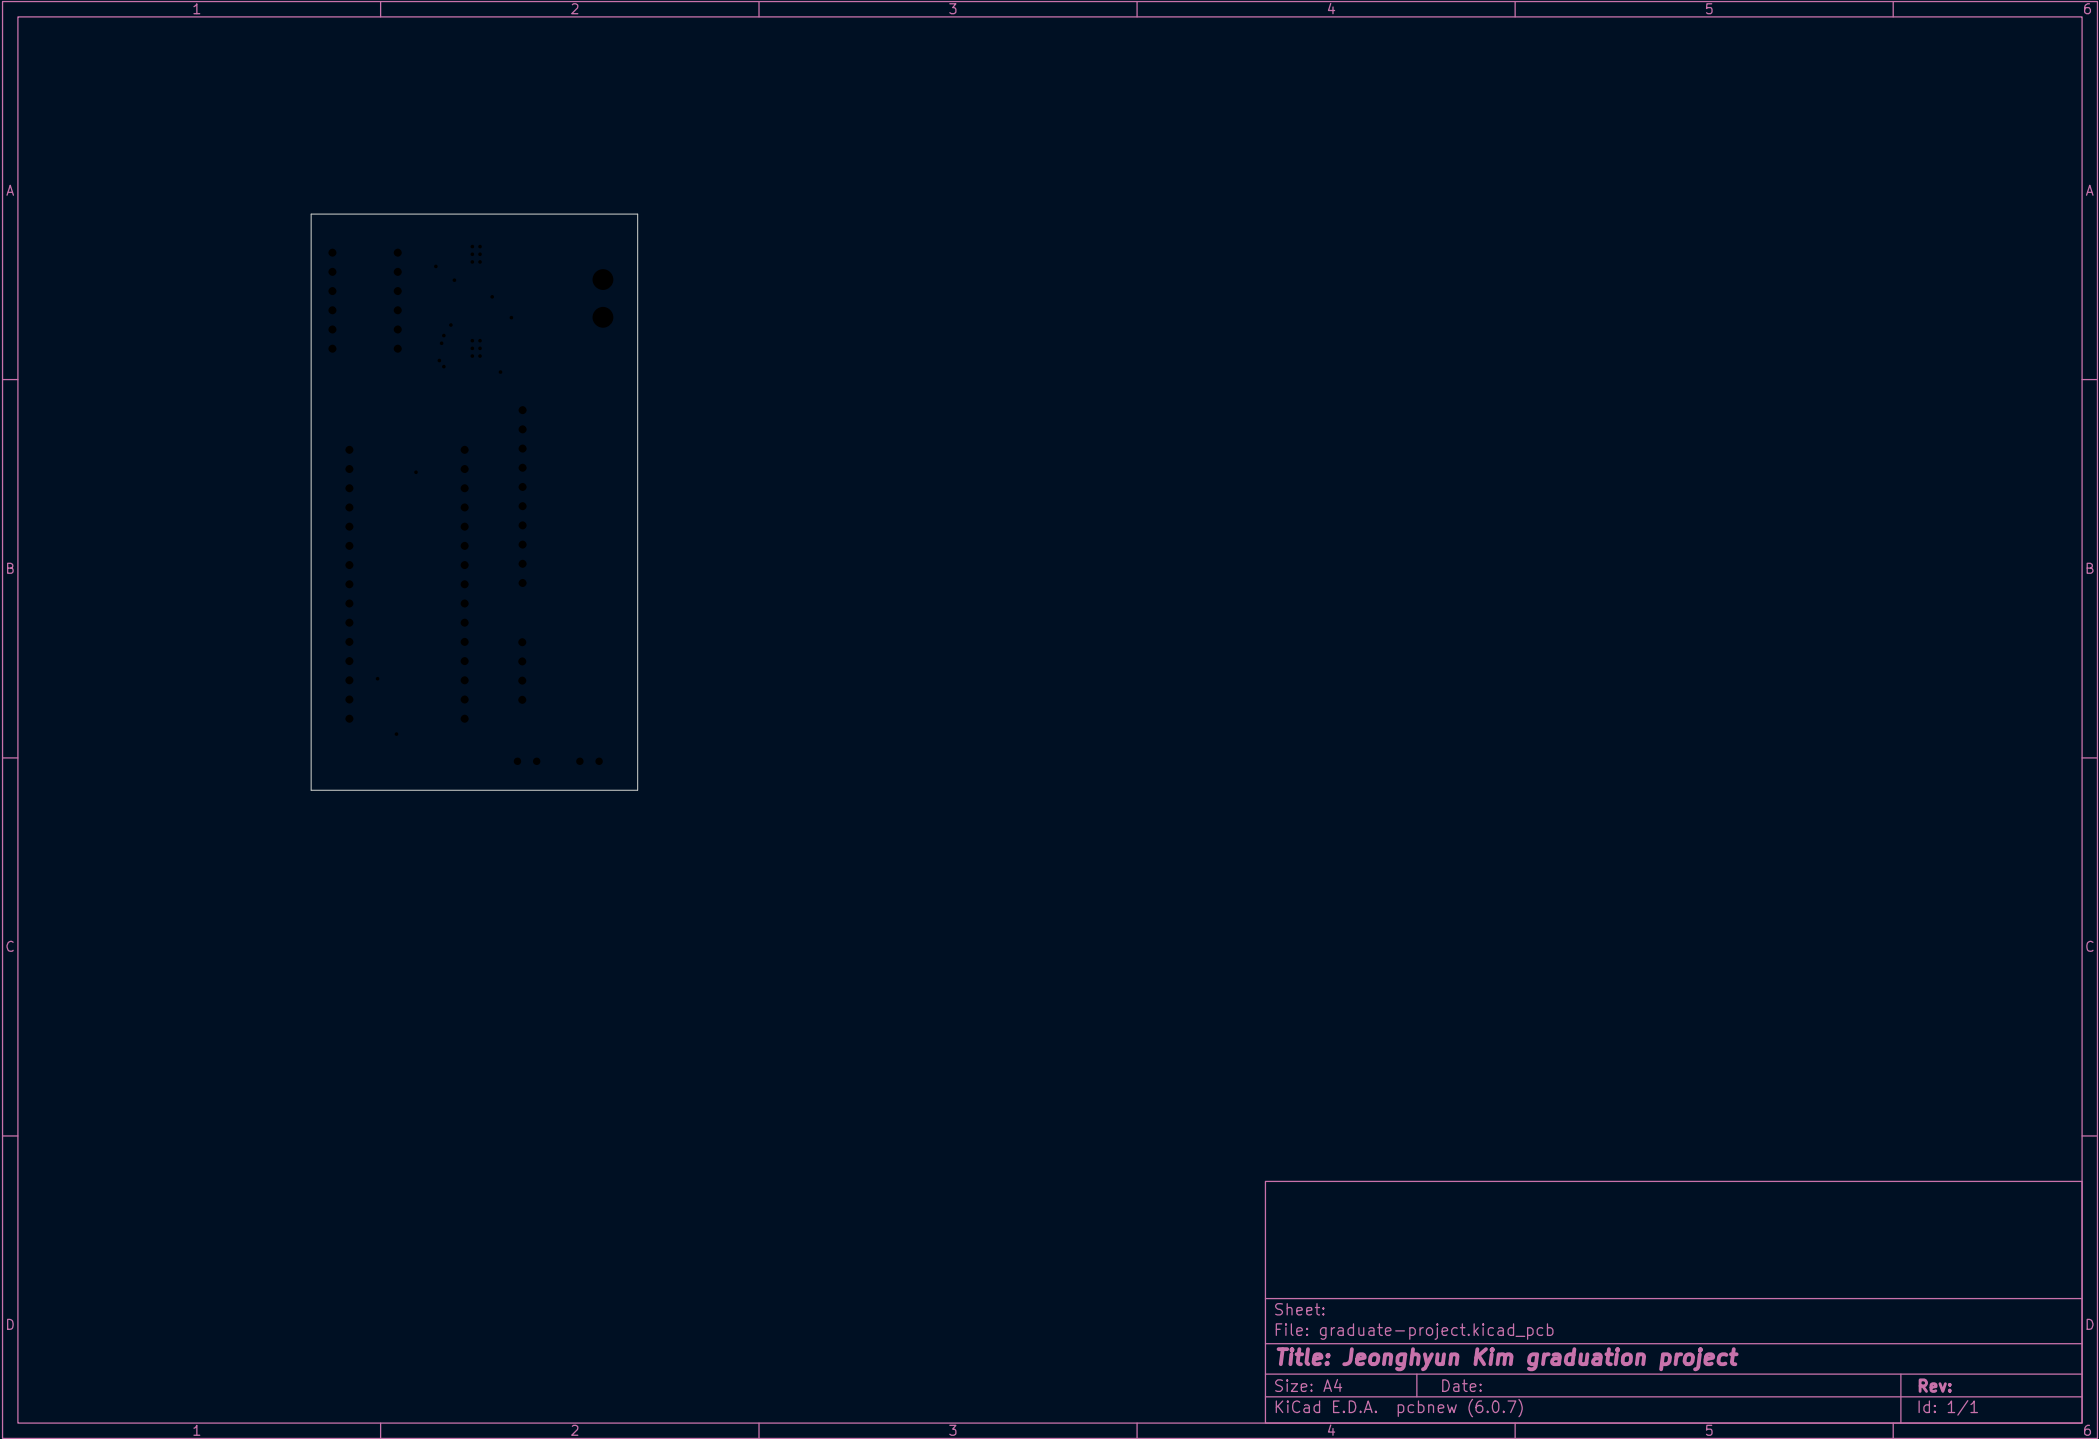 1 2 3 4 5 6
A A
B B
C C
Sheet:
File: graduate-project.kicad_pcb
D D
Title: Jeonghyun Kim graduation project
Size: A4 Date: Rev:
KiCad E.D.A. pcbnew (6.0.7) Id: 1/1
1 2 3 4 5 6